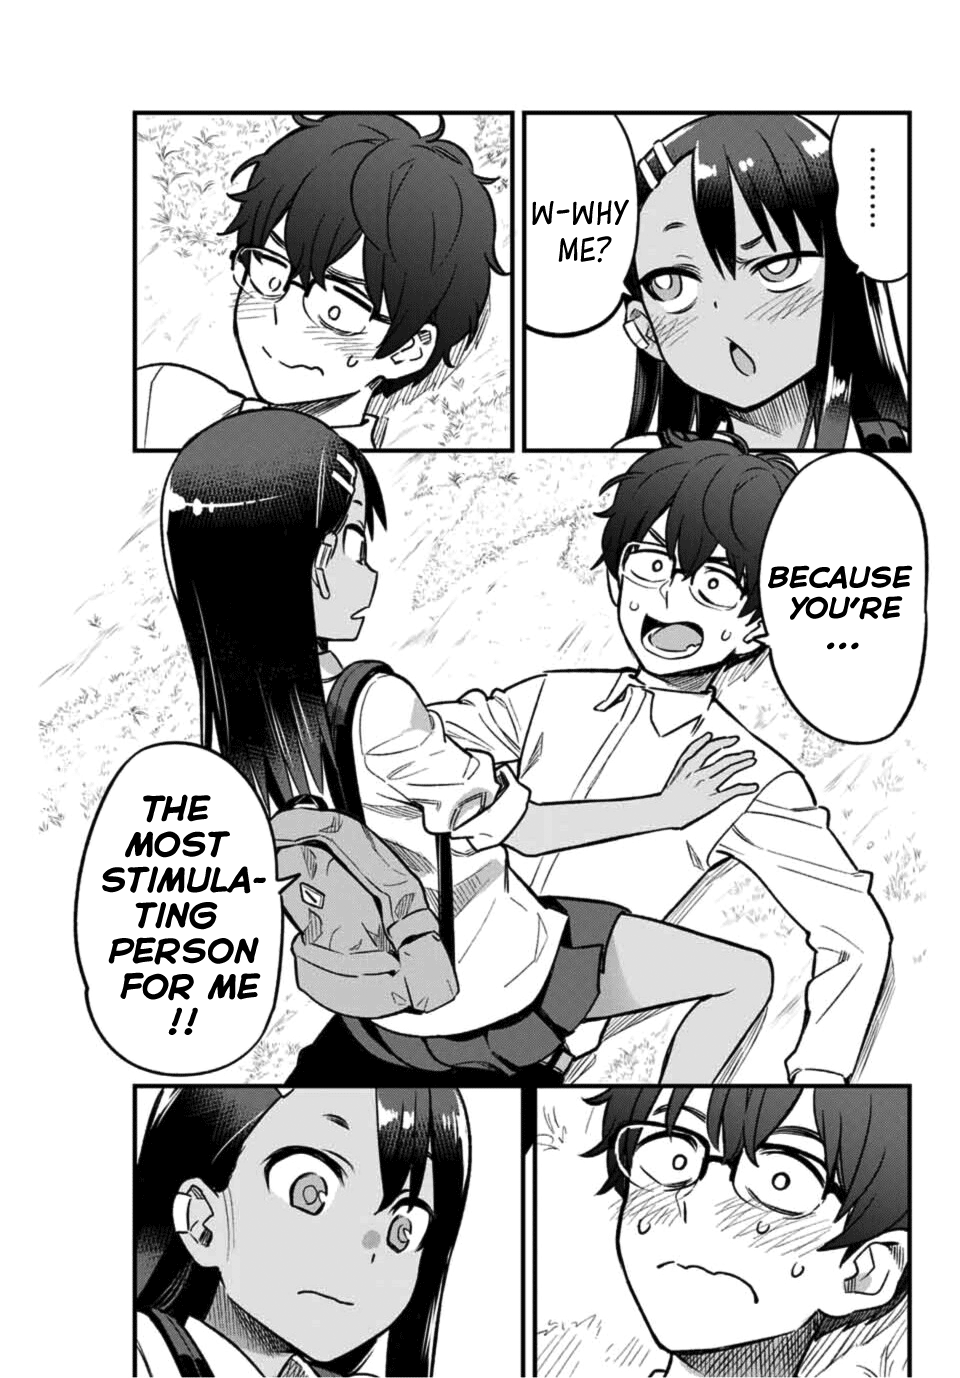 .........
W-WHY
ME?
BECAUSE
YOU'RE
...
THE
MOST
STIMULA-
TING
PERSON
FOR ME
!!